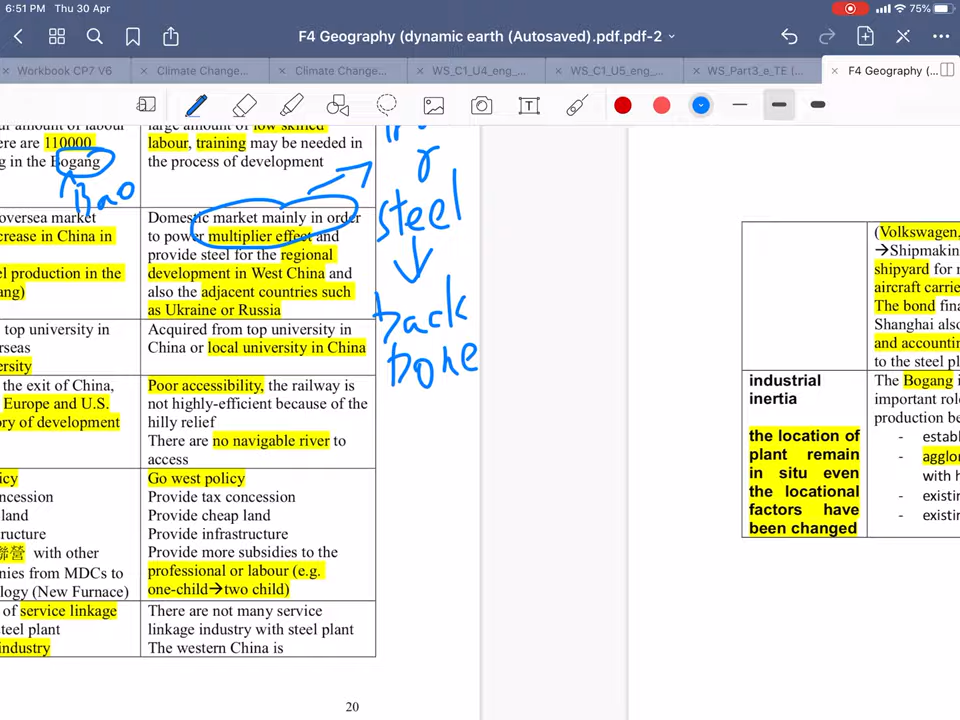 6:51 PM Thu 30 Apr
75%
F4 Geography (dynamic earth (Autosaved).pdf.pdf-2
Workbook CP7 V6
Climate Change...
Climate Change...
WS_C1_U4_eng_...
WS_C1_U5_eng_...
WS_Part3_e_TE (...
F4 Geography (...
T
amount of labour
ere are 110000
g in the Bogang
Bao
large amount of low skilled
labour, training may be needed in
the process of development
oversea market
crease in China in
el production in the
ang)
Domestic market mainly in order
to power multiplier effect and
provide steel for the regional
development in West China and
also the adjacent countries such
as Ukraine or Russia
steel
back
bone
top university in
rseas
ersity
Acquired from top university in
China or local university in China
the exit of China,
Europe and U.S.
ory of development
Poor accessibility, the railway is
not highly-efficient because of the
hilly relief
There are no navigable river to
access
icy
ncession
land
ructure
聯營 with other
nies from MDCs to
ology (New Furnace)
Go west policy
Provide tax concession
Provide cheap land
Provide infrastructure
Provide more subsidies to the
professional or labour (e.g.
one-child→two child)
of service linkage
steel plant
industry
There are not many service
linkage industry with steel plant
The western China is
20
(Volkswagen,
→Shipmakin
shipyard for
aircraft carrie
The bond fina
Shanghai also
and accountin
to the steel pl
industrial
inertia
the location of
plant remain
in situ even
the locational
factors have
been changed
The Bogang i
important role
production be
- estab
- agglor
with h
- existin
- existin